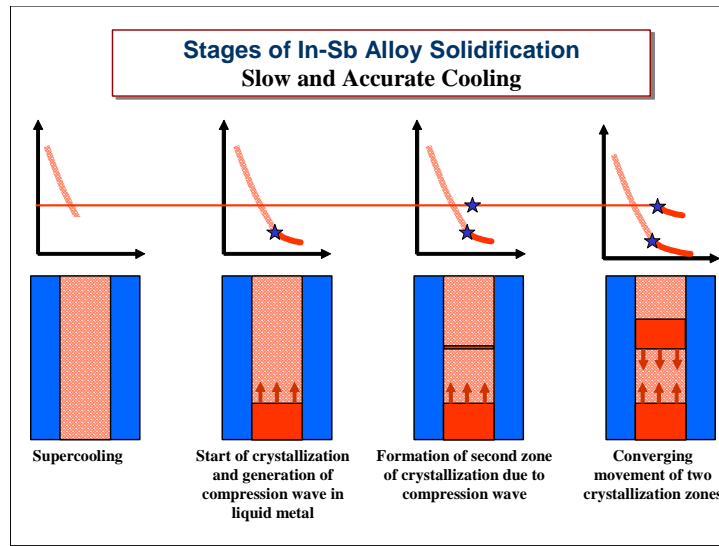 Stages of In-Sb Alloy Solidification
Slow and Accurate Cooling
Supercooling
Start of crystallization
and generation of
compression wave in
liquid metal
Formation of second zone
of crystallization due to
compression wave
Converging
movement of two
crystallization zones